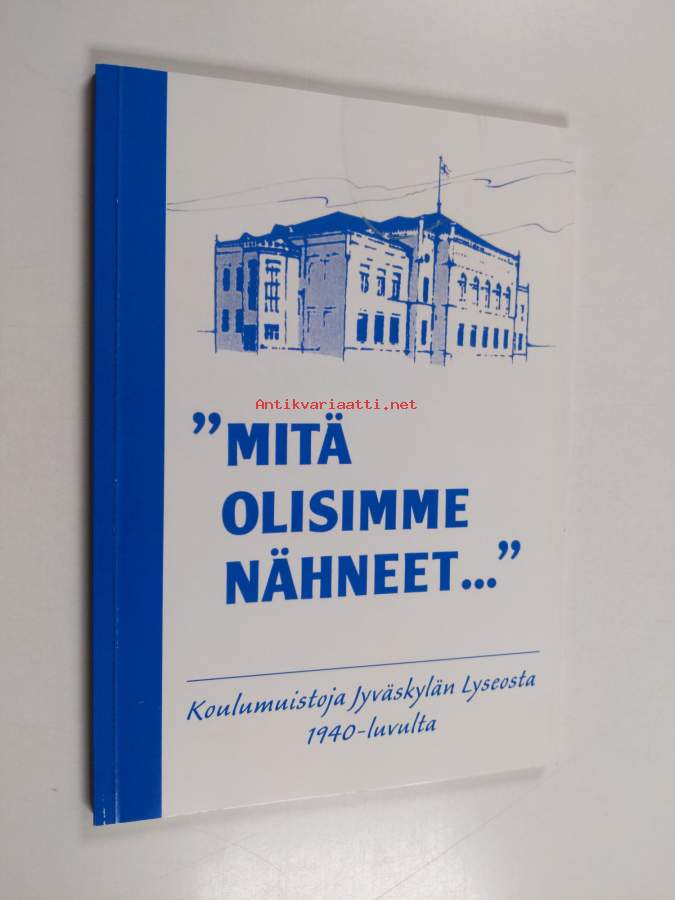 Antikvariaatti.net
”MITÄ
OLISIMME
NÄHNEET...”
Koulumuistoja Jyväskylän Lyseosta
1940-luvulta